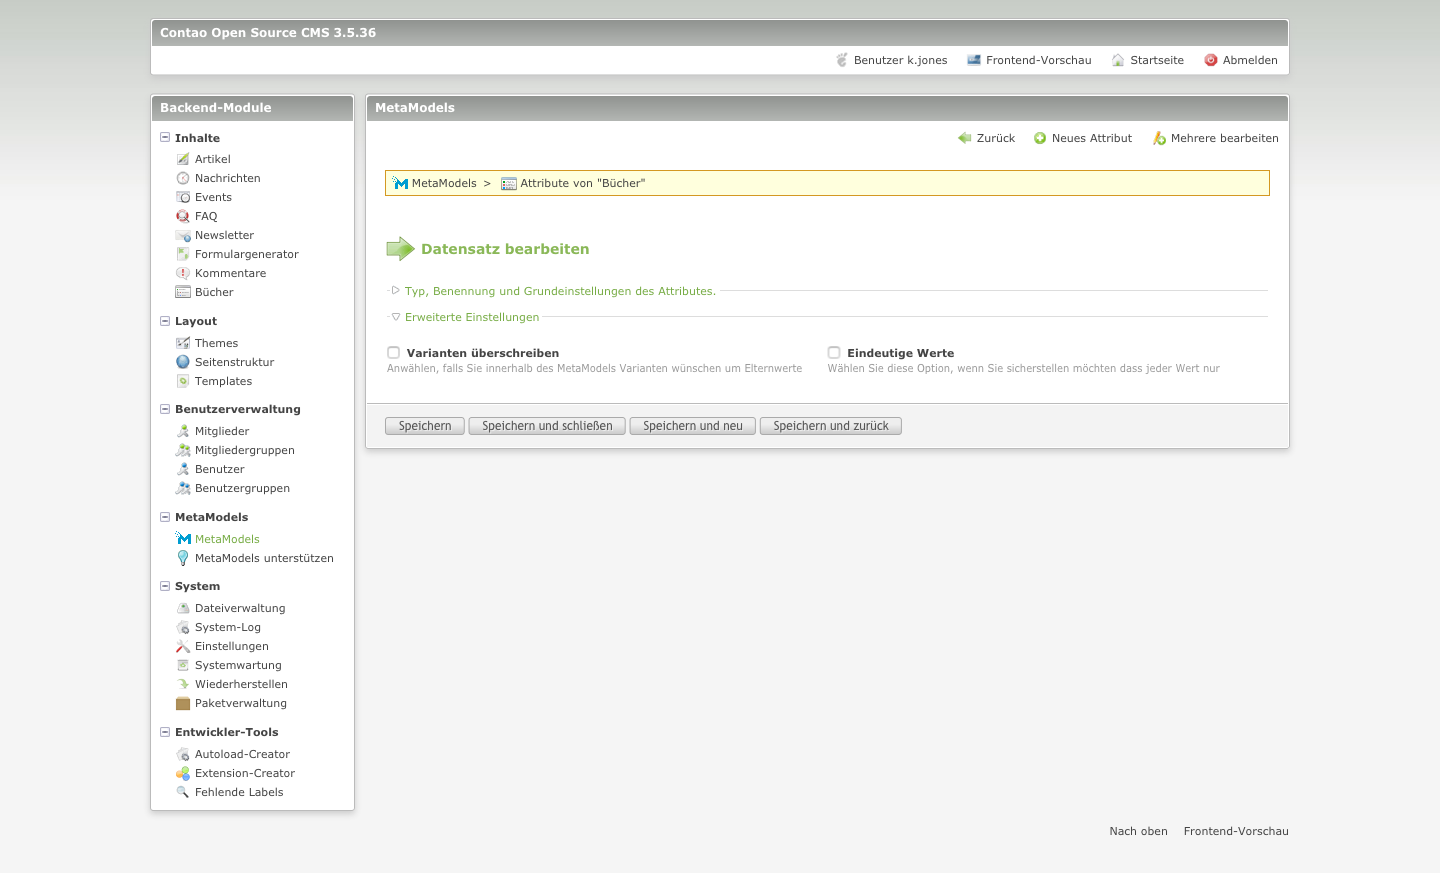 Contao Open Source CMS 3.5.36
Benutzer k.jones Frontend-Vorschau Startseite Abmelden
Backend-Module
Inhalte
Artikel
Nachrichten
Events
FAQ
Newsletter
Formulargenerator
Kommentare
Bücher
Layout
Themes
Seitenstruktur
Templates
Benutzerverwaltung
Mitglieder
Mitgliedergruppen
Benutzer
Benutzergruppen
MetaModels
MetaModels
MetaModels unterstützen
System
Dateiverwaltung
System-Log
Einstellungen
Systemwartung
Wiederherstellen
Paketverwaltung
Entwickler-Tools
Autoload-Creator
Extension-Creator
Fehlende Labels
MetaModels
Zurück Neues Attribut Mehrere bearbeiten
MetaModels > Attribute von "Bücher"
Datensatz bearbeiten
Typ, Benennung und Grundeinstellungen des Attributes.
Erweiterte Einstellungen
Varianten überschreiben
Anwählen, falls Sie innerhalb des MetaModels Varianten wünschen um Elternwerte
Eindeutige Werte
Wählen Sie diese Option, wenn Sie sicherstellen möchten dass jeder Wert nur
Speichern Speichern und schließen Speichern und neu Speichern und zurück
Nach oben Frontend-Vorschau